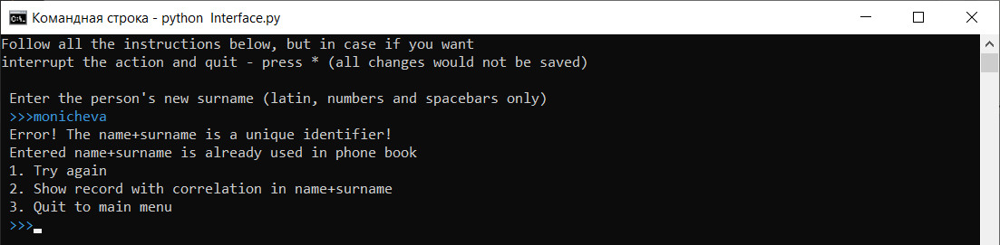 Командная строка - python  Interface.py
Follow all the instructions below, but in case if you want
interrupt the action and quit - press * (all changes would not be saved)
Enter the person's new surname (latin, numbers and spacebars only)
>>>monicheva
Error! The name+surname is a unique identifier!
Entered name+surname is already used in phone book
1. Try again
2. Show record with correlation in name+surname
3. Quit to main menu
>>>